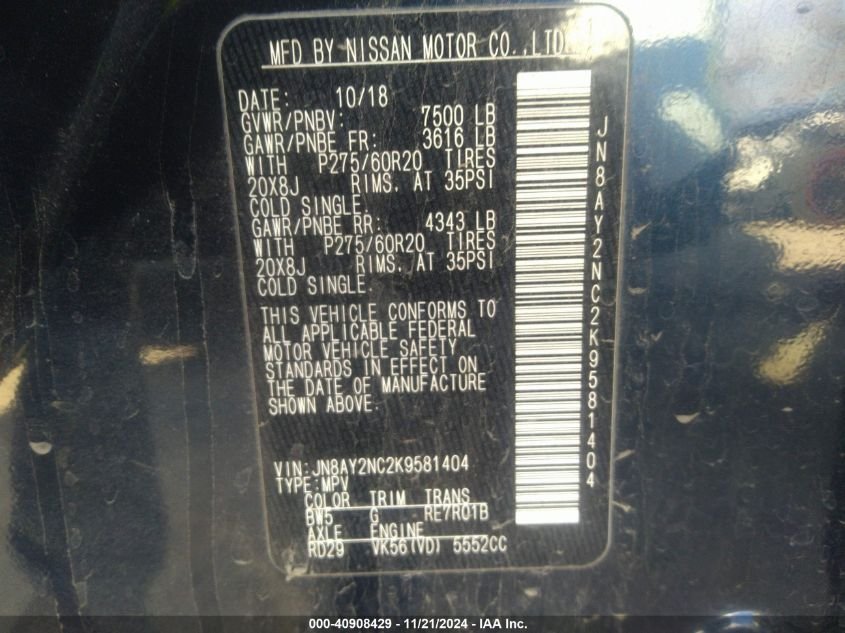 MFD BY NISSAN MOTOR CO.,LTD
DATE: 10/18
GVWR/PNBV: 7500 LB
GAWR/PNBE FR: 3616 LB
WITH P275/60R20 TIRES
20X8J RIMS. AT 35PSI
COLD SINGLE.
GAWR/PNBE RR: 4343 LB
WITH P275/60R20 TIRES
20X8J RIMS. AT 35PSI
COLD SINGLE.
THIS VEHICLE CONFORMS TO
ALL APPLICABLE FEDERAL
MOTOR VEHICLE SAFETY
STANDARDS IN EFFECT ON
THE DATE OF MANUFACTURE
SHOWN ABOVE.
VIN:JN8AY2NC2K9581404
TYPE:MPV
COLOR TRIM TRANS
BW5 G RE7R01B
AXLE ENGINE
RD29 VK56(VD) 5552CC
JN8AY2NC2K9581404
000-40908429 - 11/21/2024 - IAA Inc.